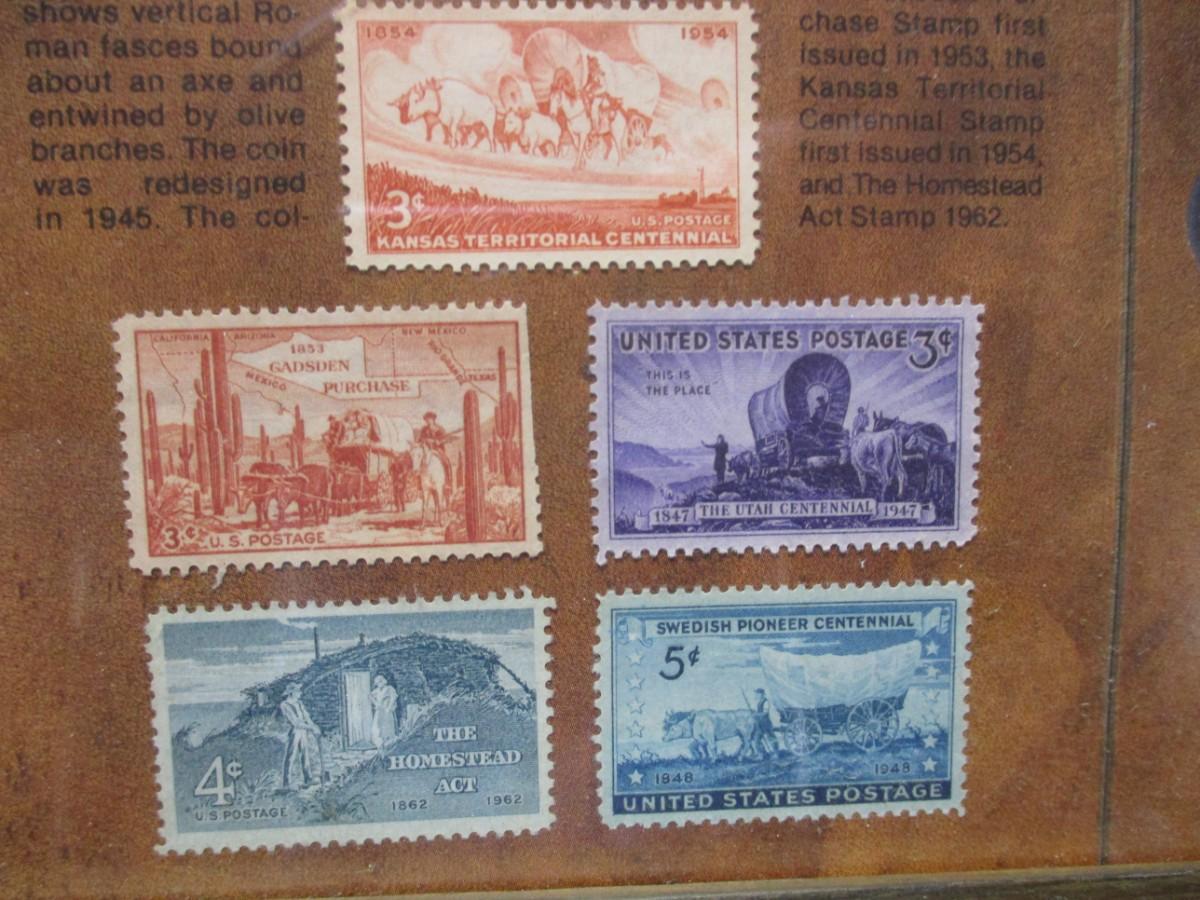 shows vertical Ro-
man fasces bound
about an axe and
entwined by olive
branches. The coin
was redesigned
in 1945. The col-
chase Stamp first
issued in 1953, the
Kansas Territorial
Centennial Stamp
first issued in 1954,
and The Homestead
Act Stamp 1962.
1854 1954
3¢
U.S. POSTAGE
KANSAS TERRITORIAL CENTENNIAL
CALIFORNIA ARIZONA NEW MEXICO
1853
GADSDEN
PURCHASE
MEXICO
RIO GRANDE
TEXAS
3¢ U.S. POSTAGE
UNITED STATES POSTAGE 3¢
"THIS IS
THE PLACE"
1847 THE UTAH CENTENNIAL 1947
THE
HOMESTEAD
ACT
4¢
1862 1962
U.S. POSTAGE
SWEDISH PIONEER CENTENNIAL
5¢
1848 1948
UNITED STATES POSTAGE